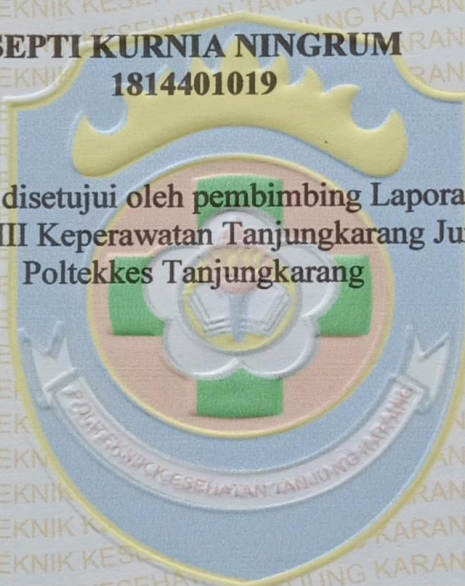 SEPTI KURNIA NINGRUM
1814401019
disetujui oleh pembimbing Lapora
III Keperawatan Tanjungkarang Ju
Poltekkes Tanjungkarang
POLITEKNIK KESEHATAN TANJUNG KARANG